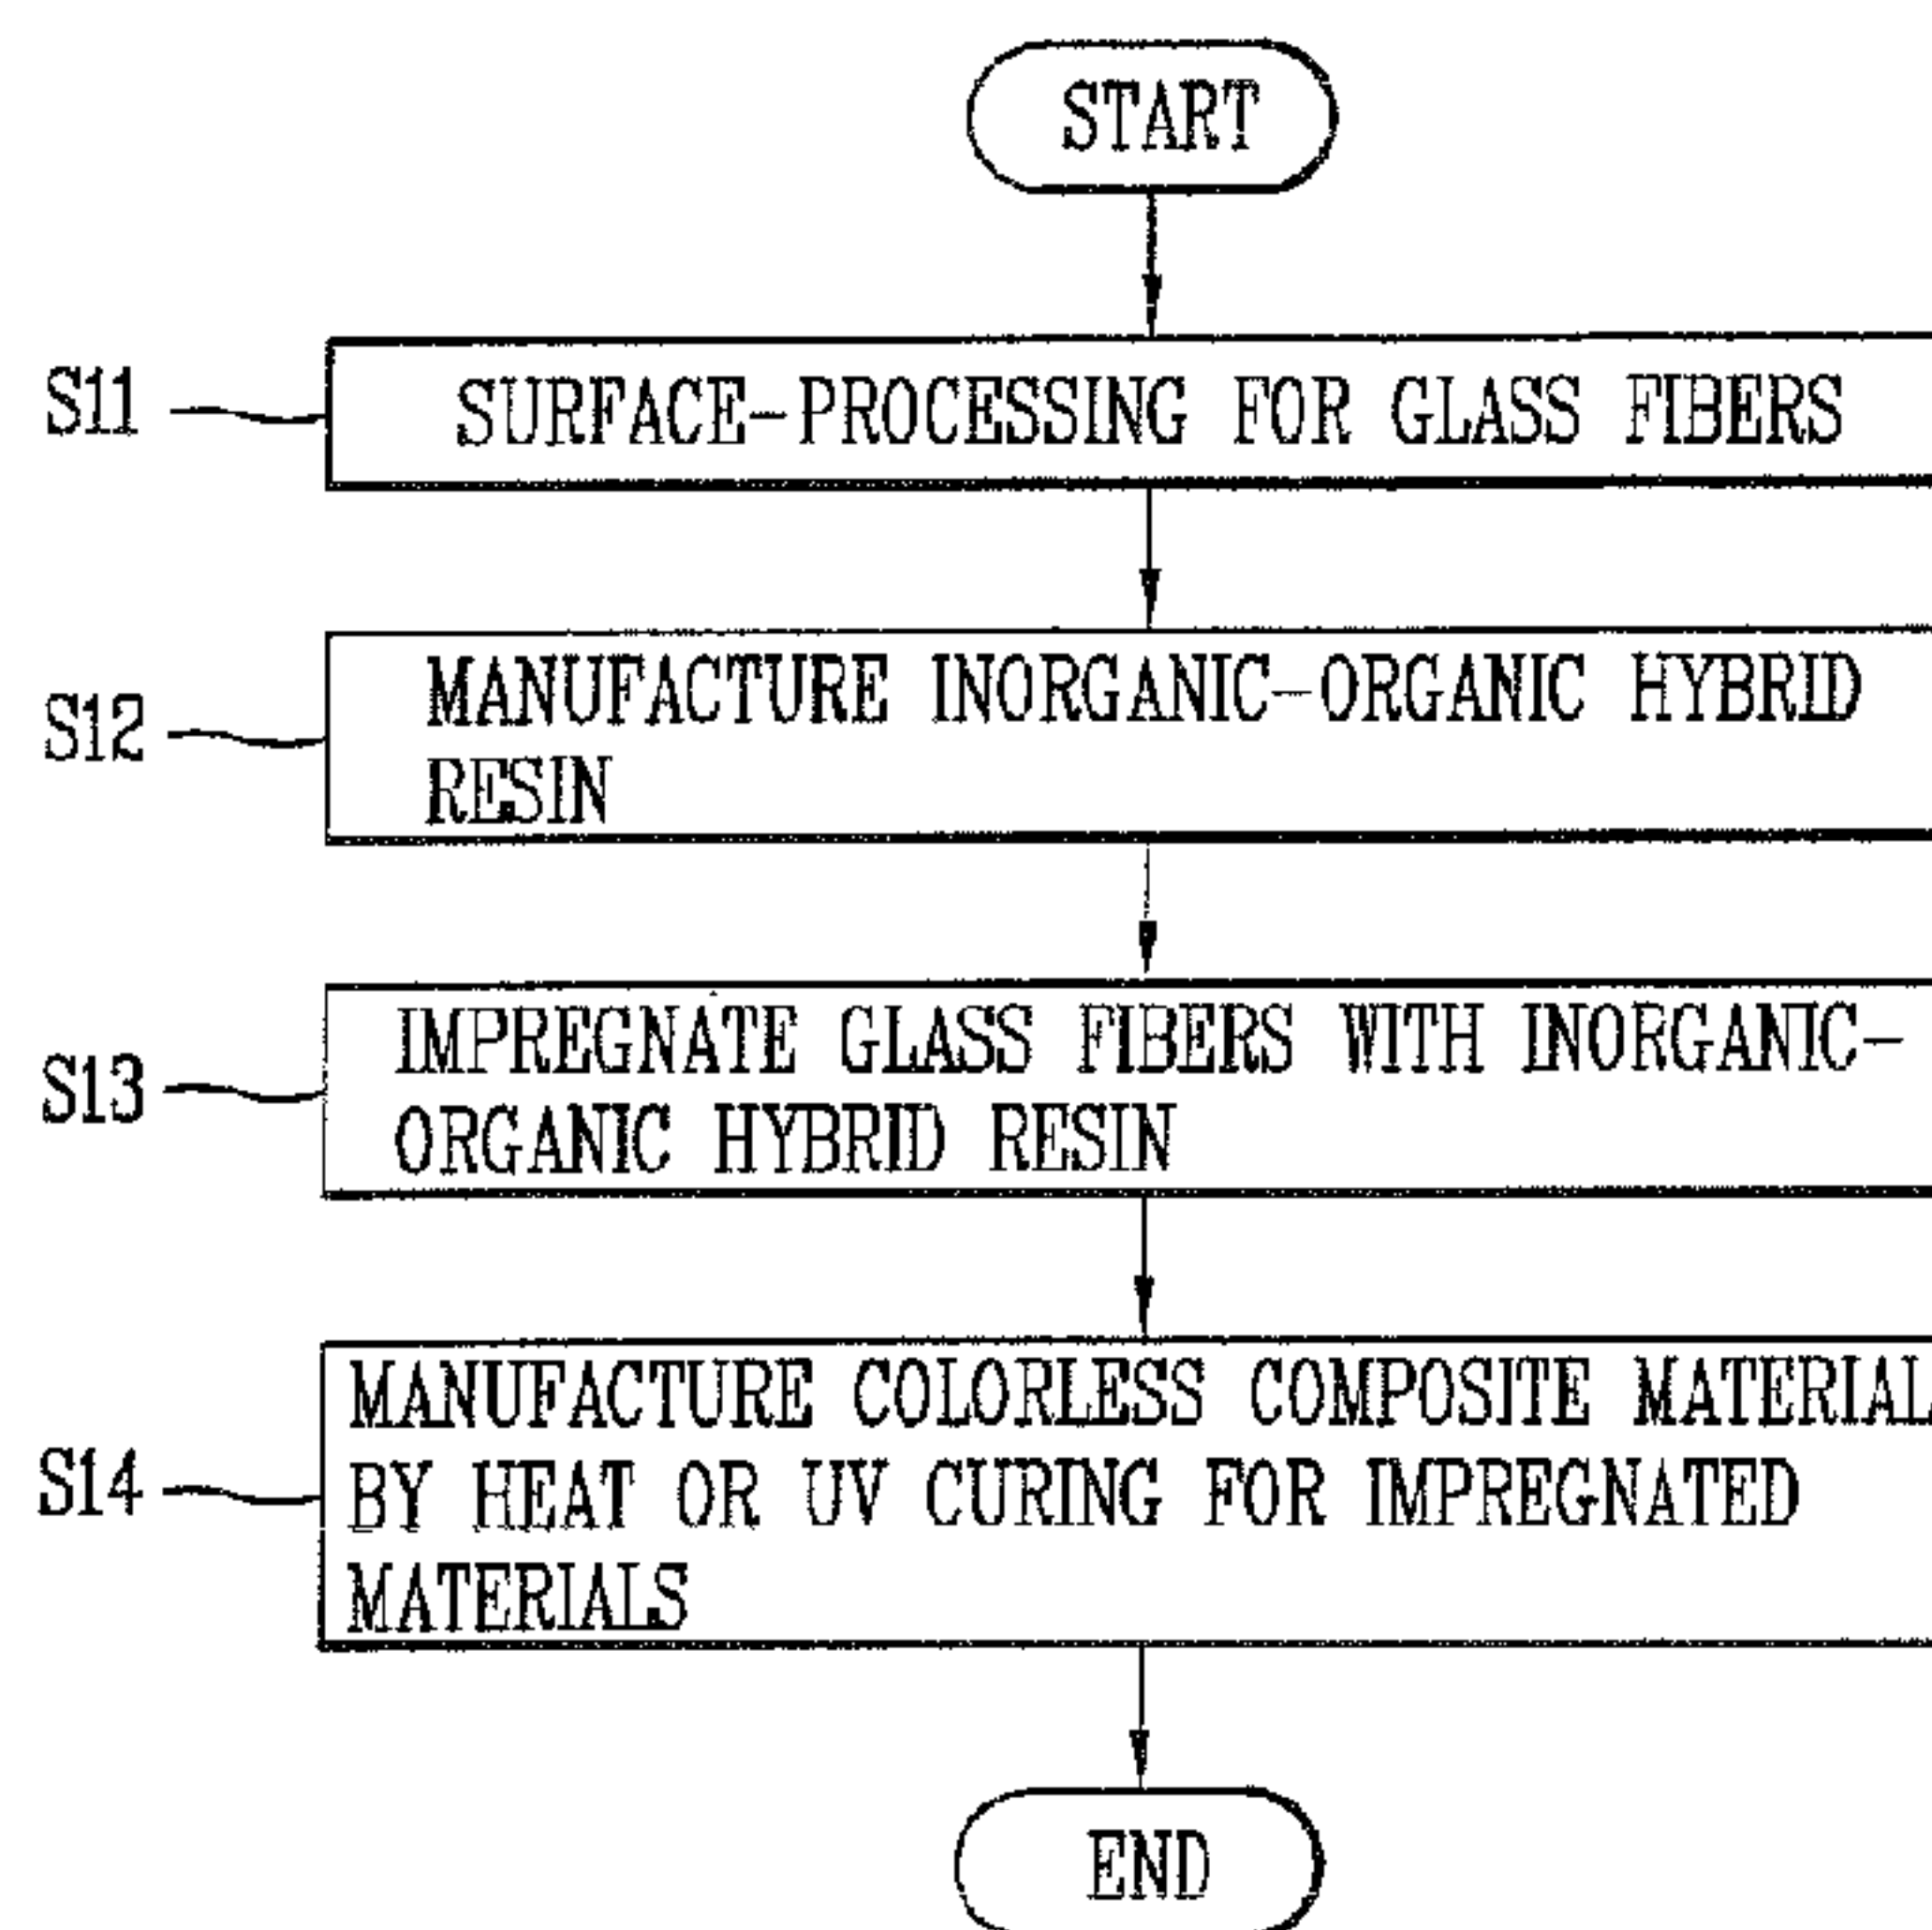 START
S11
SURFACE-PROCESSING FOR GLASS FIBERS
S12
MANUFACTURE INORGANIC-ORGANIC HYBRID
RESIN
S13
IMPREGNATE GLASS FIBERS WITH INORGANIC-
ORGANIC HYBRID RESIN
S14
MANUFACTURE COLORLESS COMPOSITE MATERIAL
BY HEAT OR UV CURING FOR IMPREGNATED
MATERIALS
END